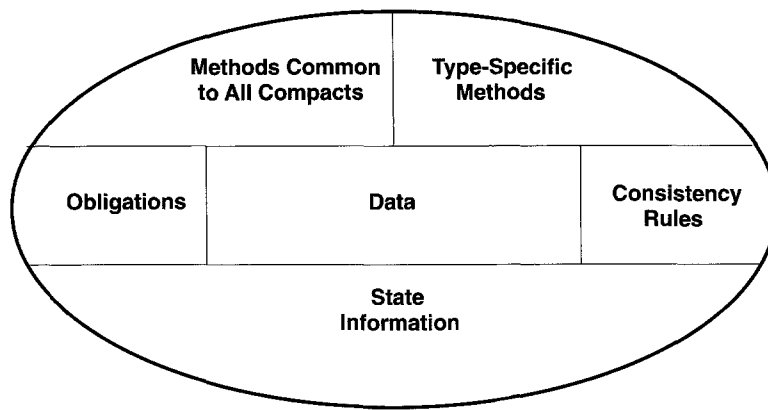 Methods Common
to All Compacts
Type-Specific
Methods
Obligations
Data
Consistency
Rules
State
Information